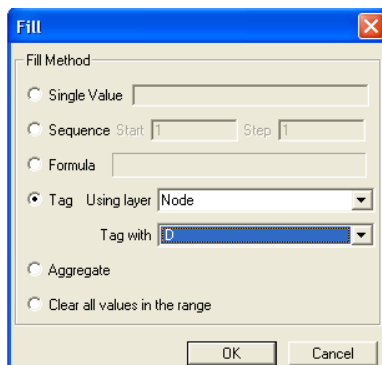 Fill
Fill Method
Single Value
Sequence Start 1 Step 1
Formula
Tag Using layer Node
Tag with ID
Aggregate
Clear all values in the range
OK Cancel